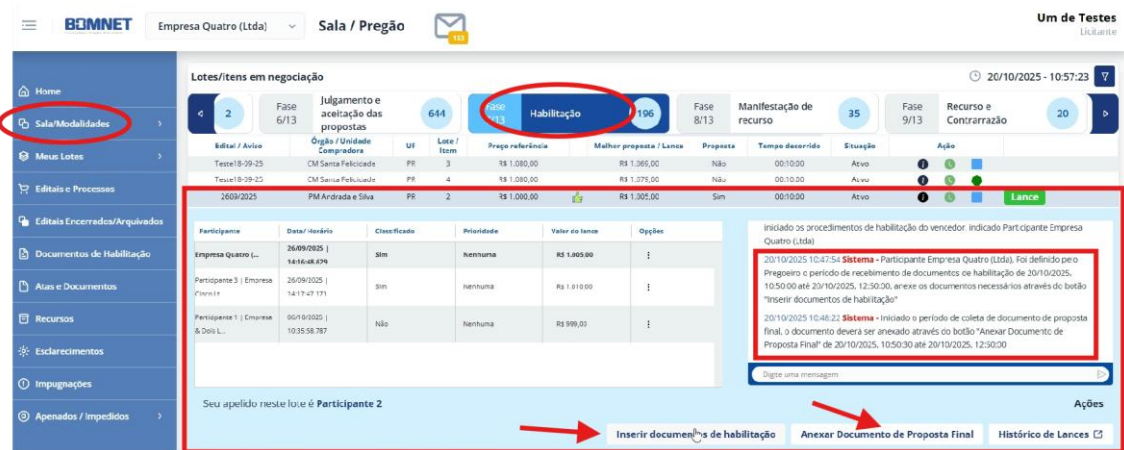 BBMNET
Empresa Quatro (Ltda)
Sala / Pregão
Um de Testes
Licitante
Home
Sala/Modalidades
Meus Lotes
Editais e Processos
Editais Encerrados/Arquivados
Documentos de Habilitação
Atas e Documentos
Recursos
Esclarecimentos
Impugnações
Apenados / Impedidos
Lotes/itens em negociação
20/10/2025 - 10:57:23
2
Fase 6/13
Julgamento e aceitação das propostas
644
Fase
Habilitação
196
Fase 8/13
Manifestação de recurso
35
Fase 9/13
Recurso e Contrarrazão
20
Edital / Aviso Órgão / Unidade Compradora UF Lote / Item Preço referência Melhor proposta / Lance Proposta Tempo decorrido Situação Ação
Teste18-09-25 CM Santa Felicidade PR 3 R$ 1.080,00 R$ 1.069,00 Não 00:10:00 Ativo
Teste18-09-25 CM Santa Felicidade PR 4 R$ 1.080,00 R$ 1.079,00 Não 00:10:00 Ativo
2609/2025 PM Andrada e Silva PR 2 R$ 1.000,00 R$ 1.005,00 Sim 00:10:00 Ativo Lance
Participante Data/ Horário Classificado Prioridade Valor do lance Opções
Empresa Quatro (... 26/09/2025 | 14:16:48.629 Sim Nenhuma R$ 1.005,00
Participante 3 | Empresa 26/09/2025 | Sim Nenhuma R$ 1.010,00
14:17:47.171
Participante 1 | Empresa & Dois L... 06/10/2025 | 10:35:58.787 Não Nenhuma R$ 999,00
iniciado os procedimentos de habilitação do vencedor. indicado Participante Empresa
Quatro (Ltda)
20/10/2025 10:47:54 Sistema - Participante Empresa Quatro (Ltda), Foi definido pelo
Pregoeiro o período de recebimento de documentos de habilitação de 20/10/2025,
10:50:00 até 20/10/2025, 12:50:00, anexe os documentos necessários através do botão
"Inserir documentos de habilitação"
20/10/2025 10:48:22 Sistema - Iniciado o período de coleta de documento de proposta
final, o documento deverá ser anexado através do botão "Anexar Documento de
Proposta Final" de 20/10/2025, 10:50:30 até 20/10/2025, 12:50:00
Digite uma mensagem
Seu apelido neste lote é Participante 2
Ações
Inserir documentos de habilitação
Anexar Documento de Proposta Final
Histórico de Lances